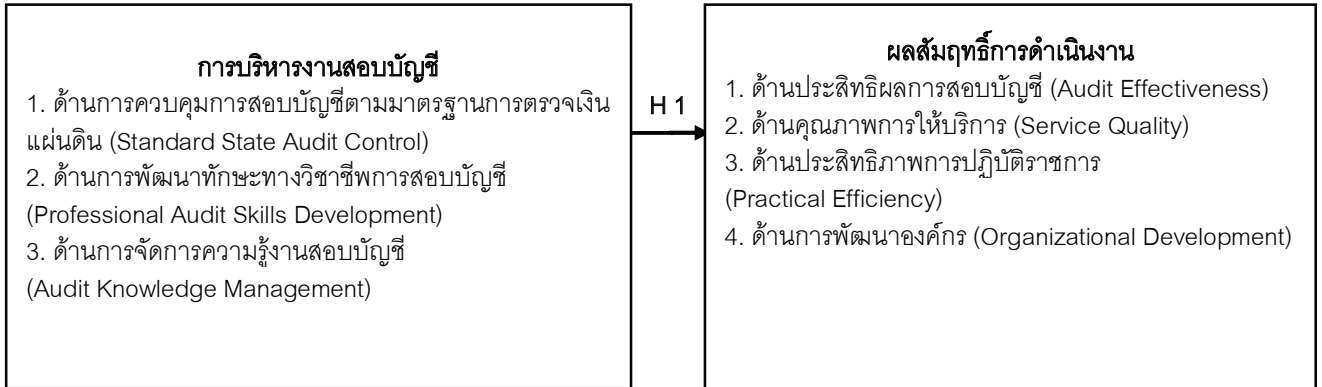 การบริหารงานสอบบัญชี
1. ด้านการควบคุมการสอบบัญชีตามมาตรฐานการตรวจเงิน
แผ่นดิน (Standard State Audit Control)
2. ด้านการพัฒนาทักษะทางวิชาชีพการสอบบัญชี
(Professional Audit Skills Development)
3. ด้านการจัดการความรู้งานสอบบัญชี
(Audit Knowledge Management)
H 1
ผลสัมฤทธิ์การดำเนินงาน
1. ด้านประสิทธิผลการสอบบัญชี (Audit Effectiveness)
2. ด้านคุณภาพการให้บริการ (Service Quality)
3. ด้านประสิทธิภาพการปฏิบัติราชการ
(Practical Efficiency)
4. ด้านการพัฒนาองค์กร (Organizational Development)